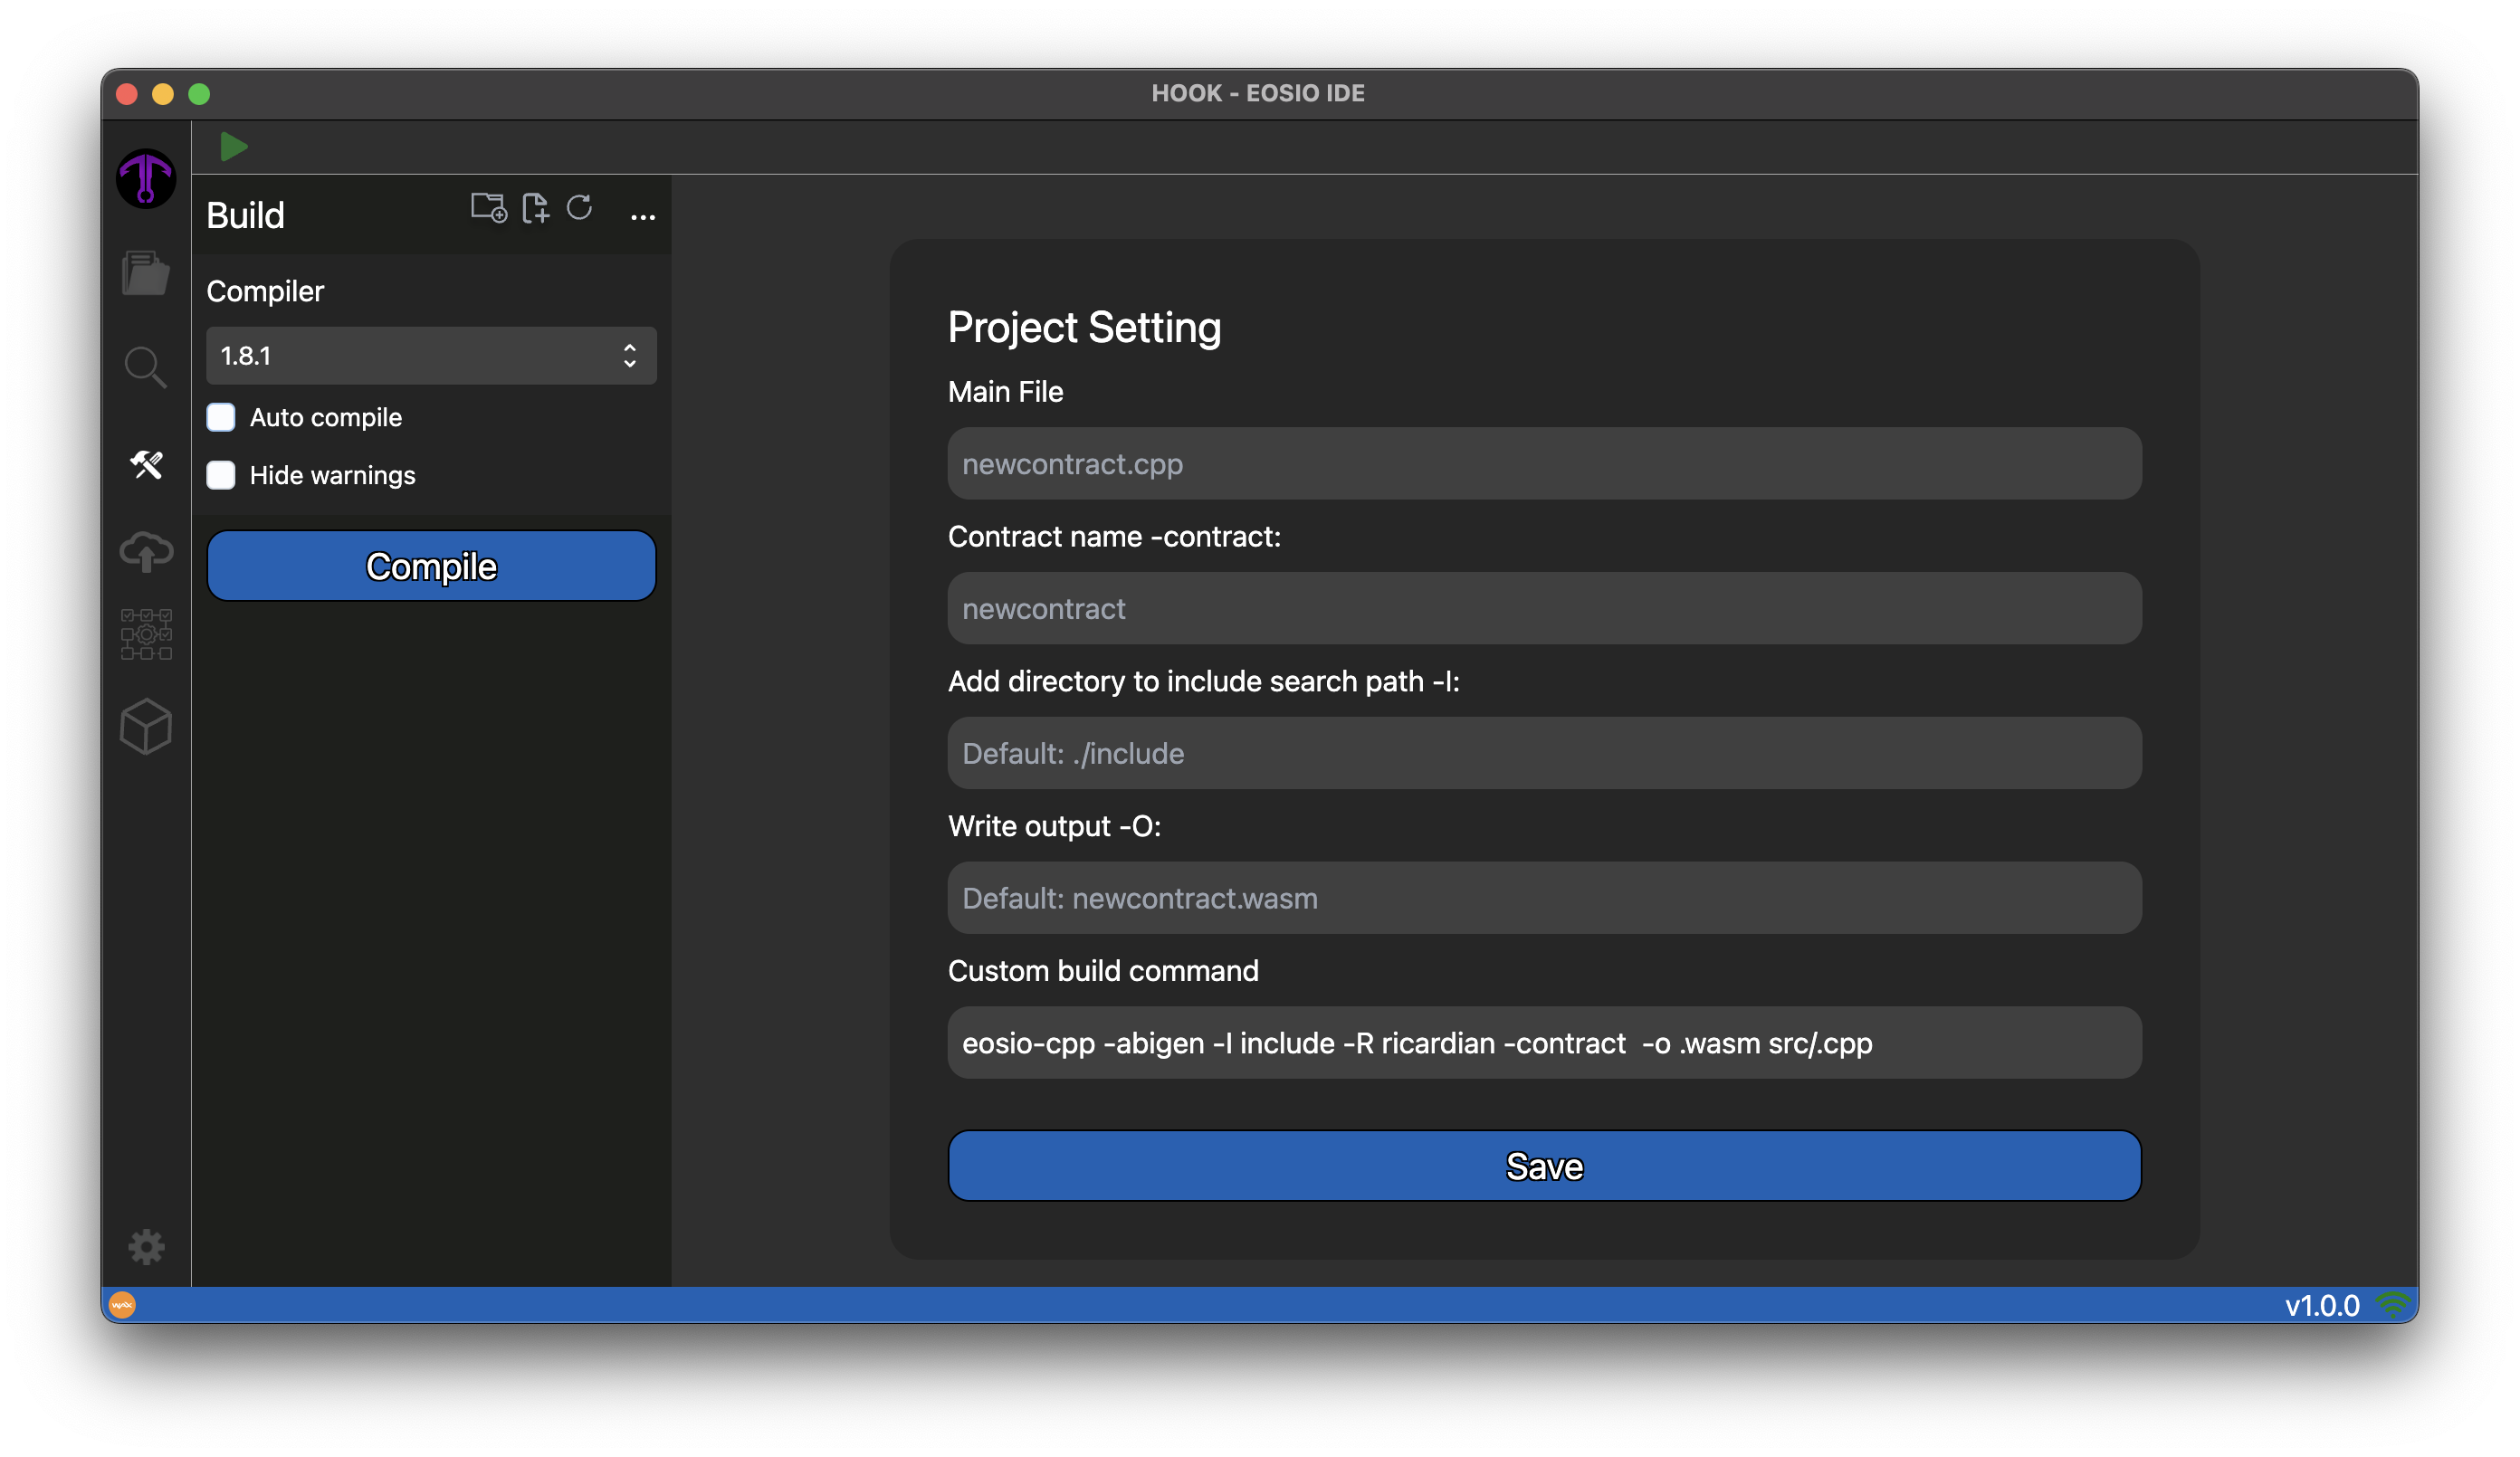 HOOK - EOSIO IDE
Build
...
Compiler
1.8.1
Auto compile
Hide warnings
Compile
Project Setting
Main File
newcontract.cpp
Contract name -contract:
newcontract
Add directory to include search path -I:
Default: ./include
Write output -O:
Default: newcontract.wasm
Custom build command
eosio-cpp -abigen -I include -R ricardian -contract  -o .wasm src/.cpp
Save
wax
v1.0.0